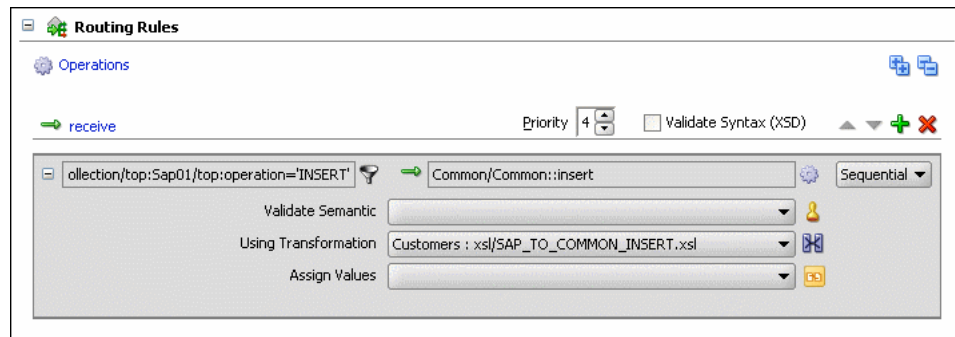 Routing Rules
Operations
receive Priority 4 Validate Syntax (XSD)
ollection/top:Sap01/top:operation='INSERT' Common/Common::insert Sequential
Validate Semantic
Using Transformation Customers : xsl/SAP_TO_COMMON_INSERT.xsl
Assign Values